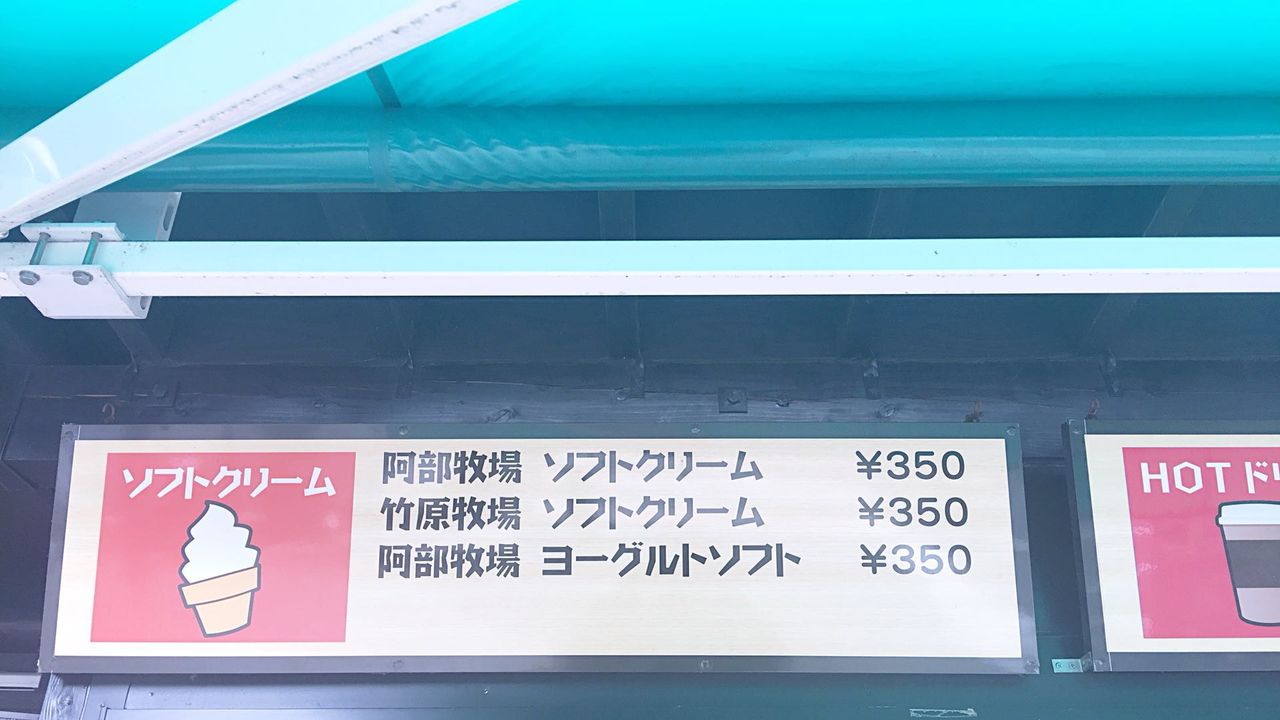 ソフトクリーム
阿部牧場 ソフトクリーム ¥350
竹原牧場 ソフトクリーム ¥350
阿部牧場 ヨーグルトソフト ¥350
HOT ドリ